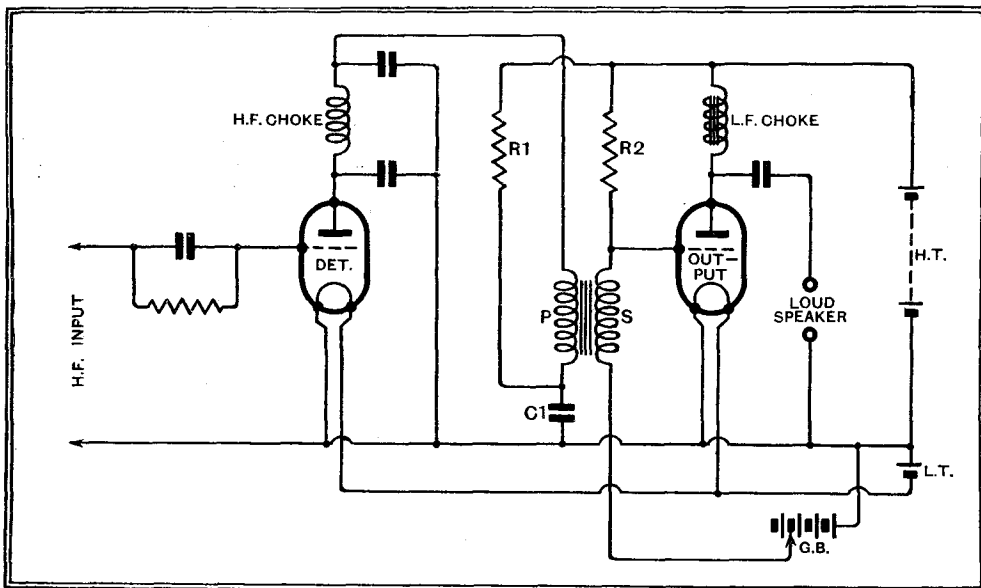 H.F. CHOKE
R1
R2
L.F. CHOKE
DET.
OUT-
PUT
H.T.
LOUD
SPEAKER
P
S
H.F. INPUT
C1
L.T.
G.B.